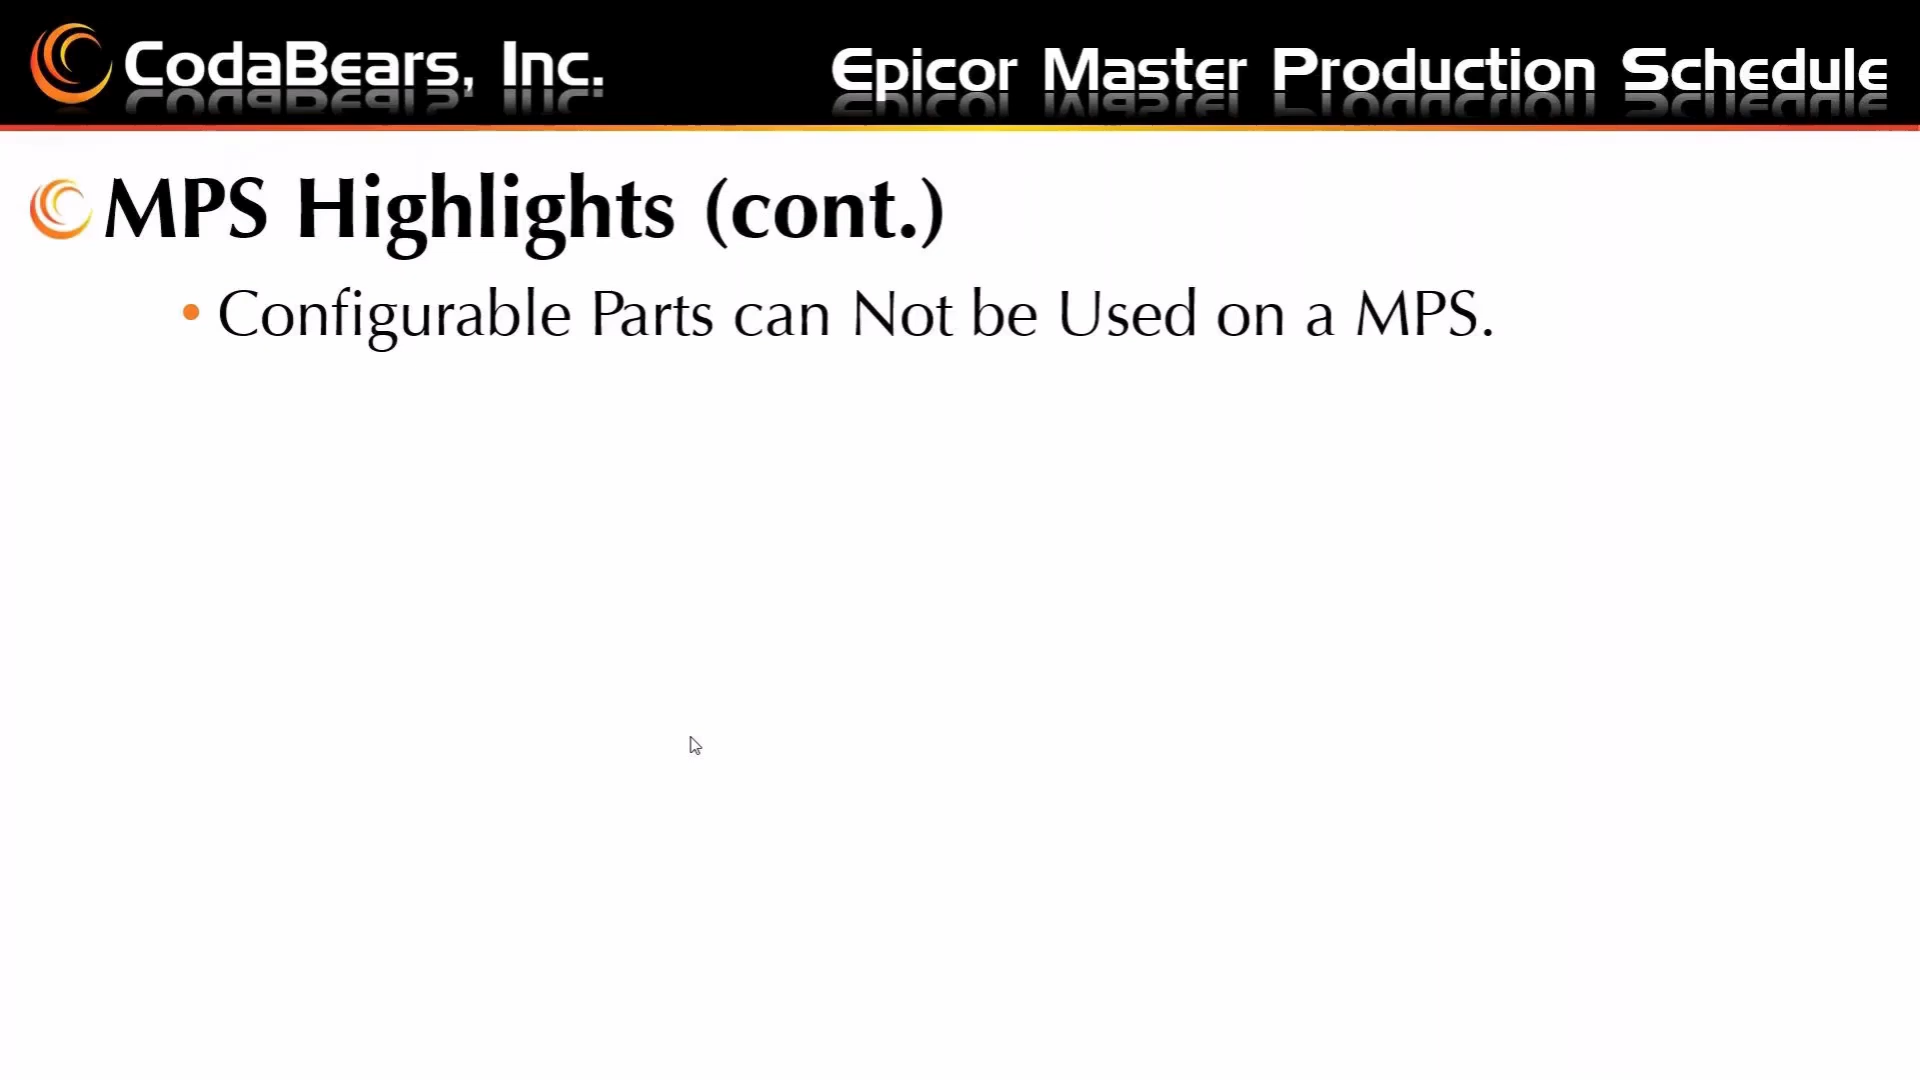 CodaBears, Inc.
Epicor Master Production Schedule
MPS Highlights (cont.)
• Configurable Parts can Not be Used on a MPS.